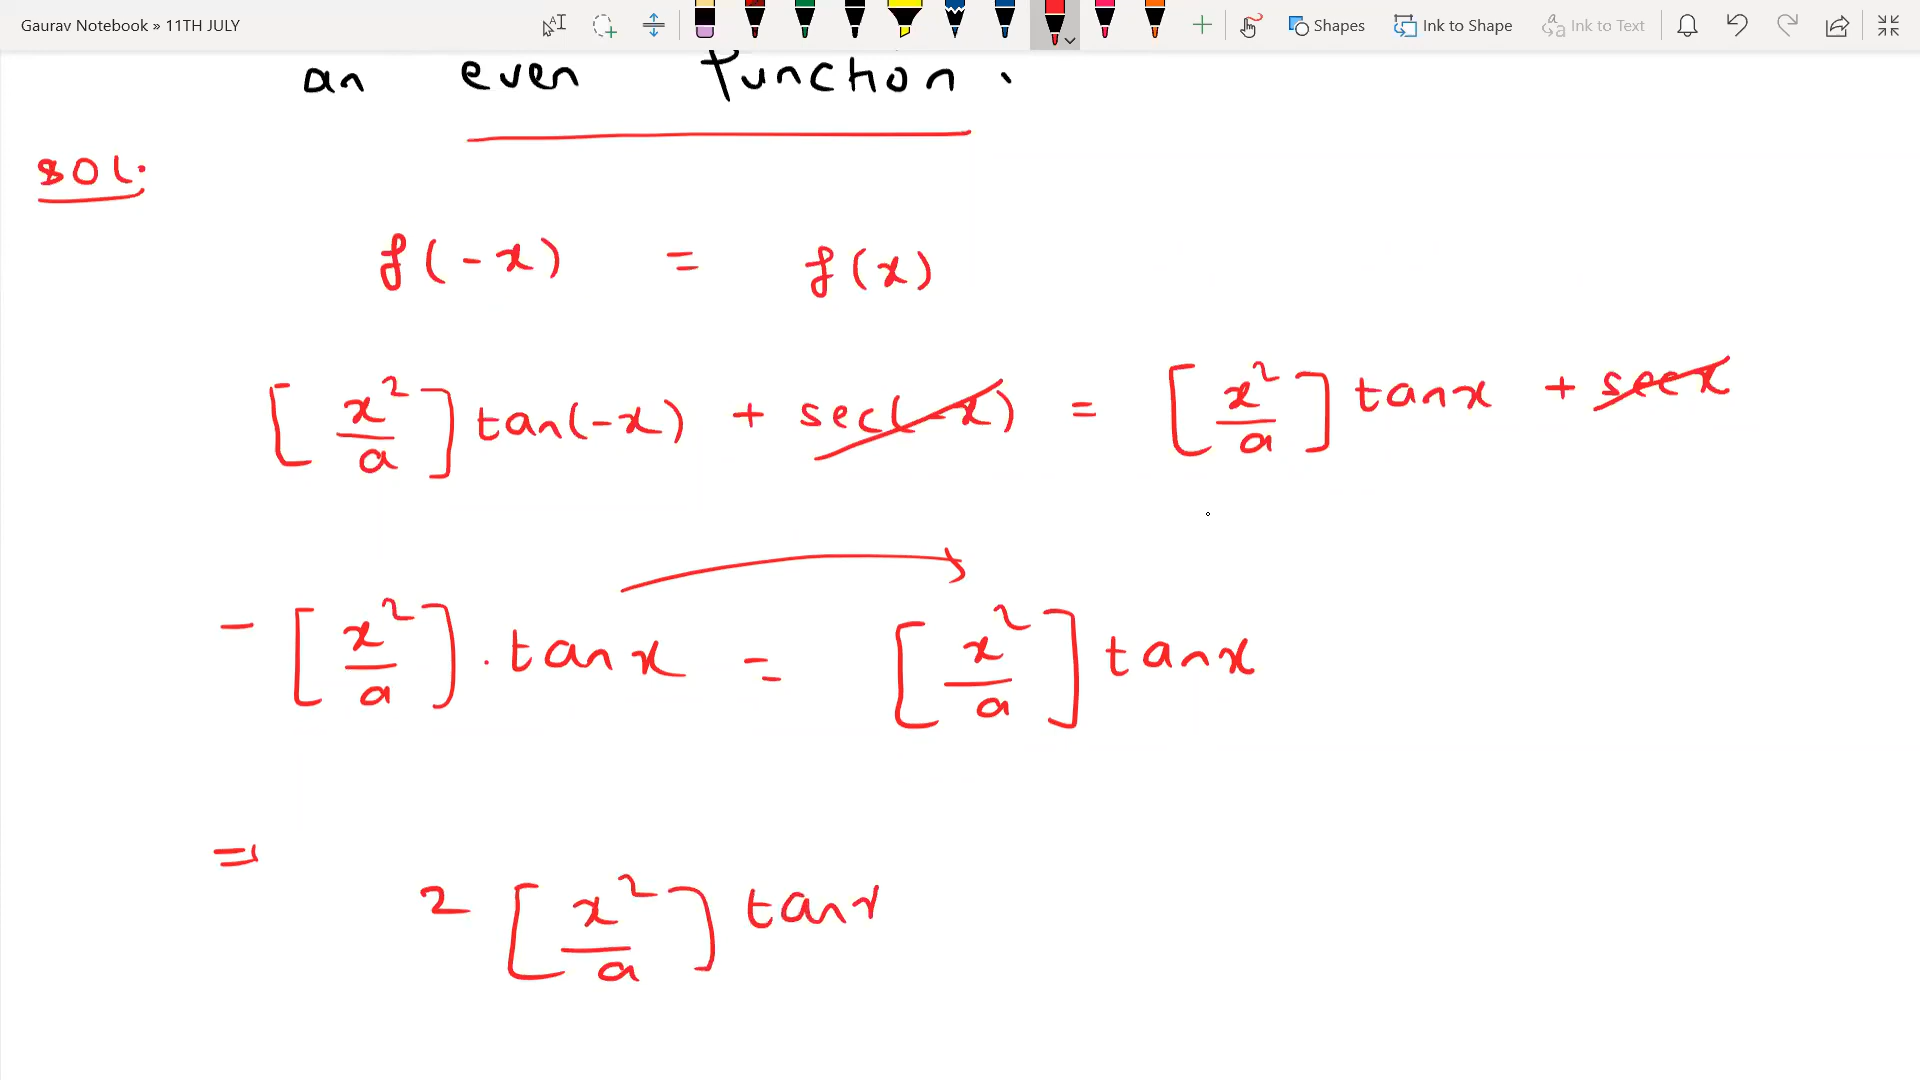 Gaurav Notebook » 11TH JULY
Shapes
Ink to Shape
Ink to Text
an even function.
SOL.
f(-x) = f(x)
[x²/a] tan(-x) + sec(-x) = [x²/a] tanx + secx
- [x²/a] . tanx = [x²/a] tanx
=
2 [x²/a] tanx